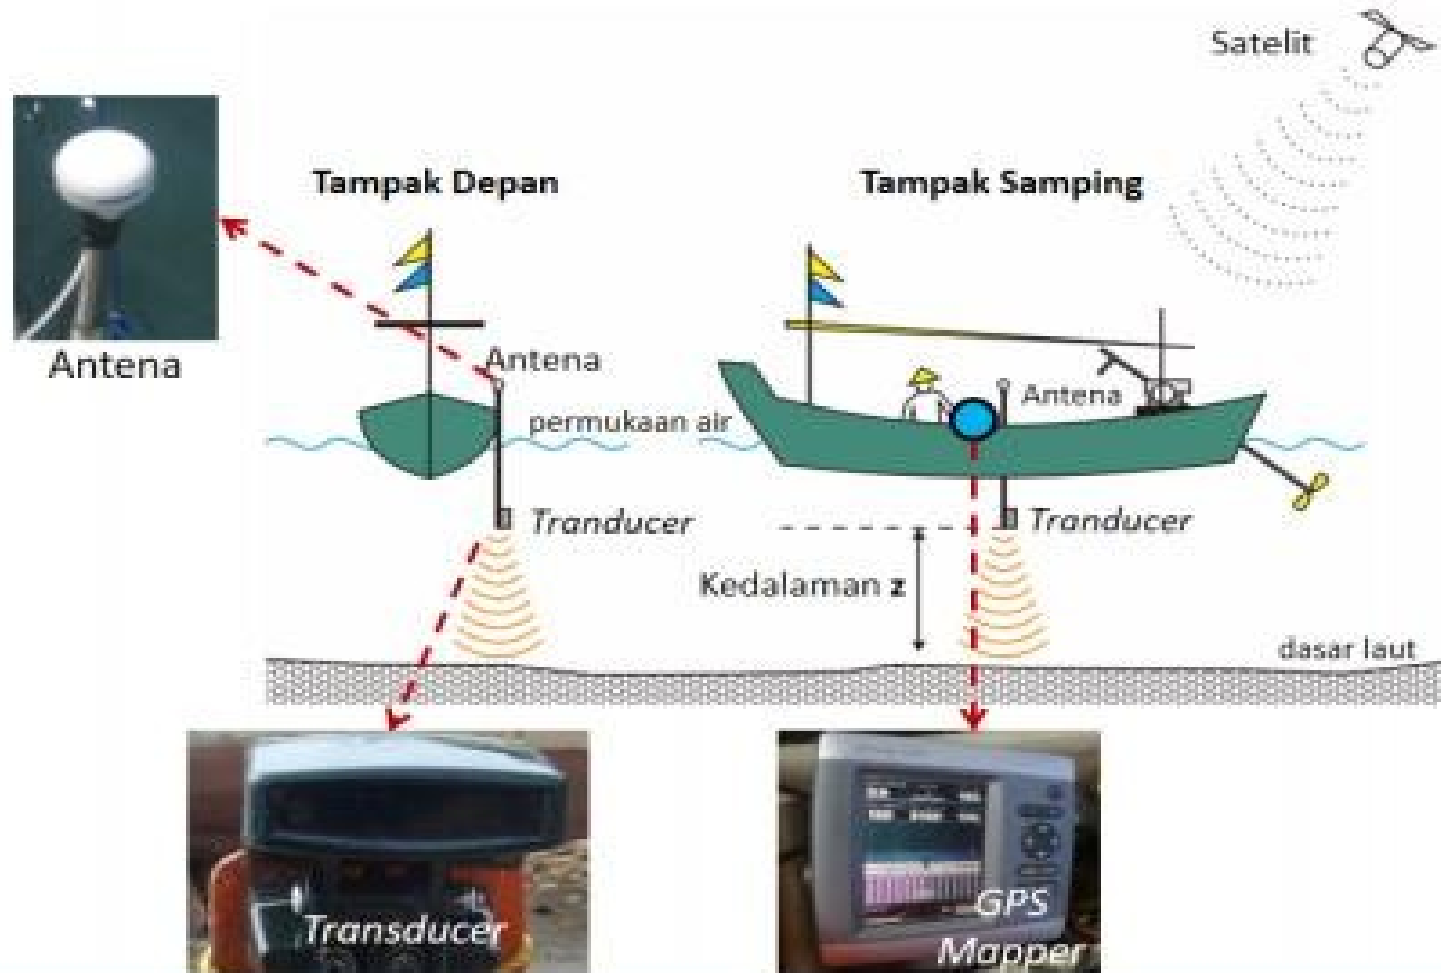 Satelit
Tampak Depan
Tampak Samping
Antena
Antena
Antena
permukaan air
Tranducer
Tranducer
Kedalaman z
dasar laut
Transducer
GPS
Mapper